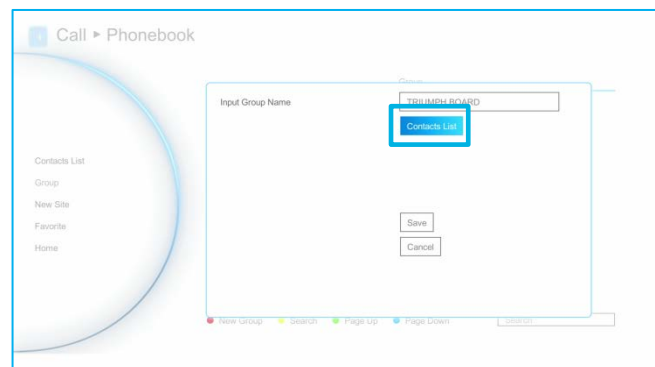 Call ▸ Phonebook
Group
Input Group Name
TRIUMPH BOARD
Contacts List
Contacts List
Group
New Site
Favorite
Home
Save
Cancel
New Group Search Page Up Page Down Search